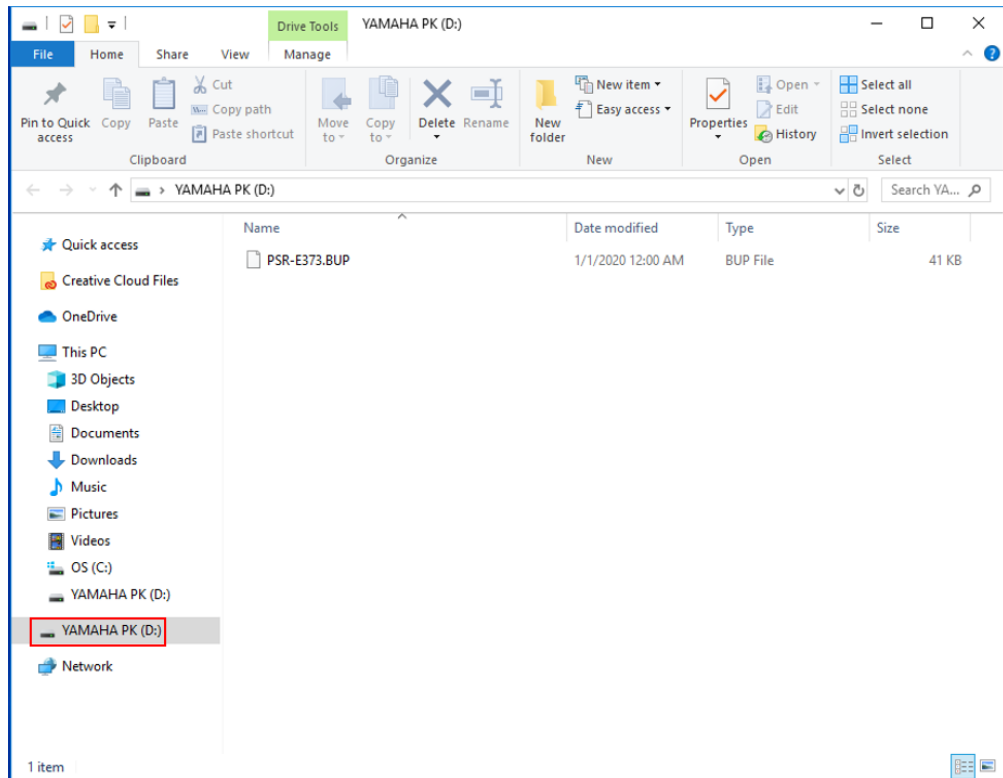 Drive Tools YAMAHA PK (D:)
File Home Share View Manage
Pin to Quick access
Copy
Paste
Cut
Copy path
Paste shortcut
Clipboard
Move to
Copy to
Delete
Rename
Organize
New folder
New item
Easy access
New
Properties
Open
Edit
History
Open
Select all
Select none
Invert selection
Select
YAMAHA PK (D:)
Search YA...
Name Date modified Type Size
PSR-E373.BUP 1/1/2020 12:00 AM BUP File 41 KB
Quick access
Creative Cloud Files
OneDrive
This PC
3D Objects
Desktop
Documents
Downloads
Music
Pictures
Videos
OS (C:)
YAMAHA PK (D:)
YAMAHA PK (D:)
Network
1 item